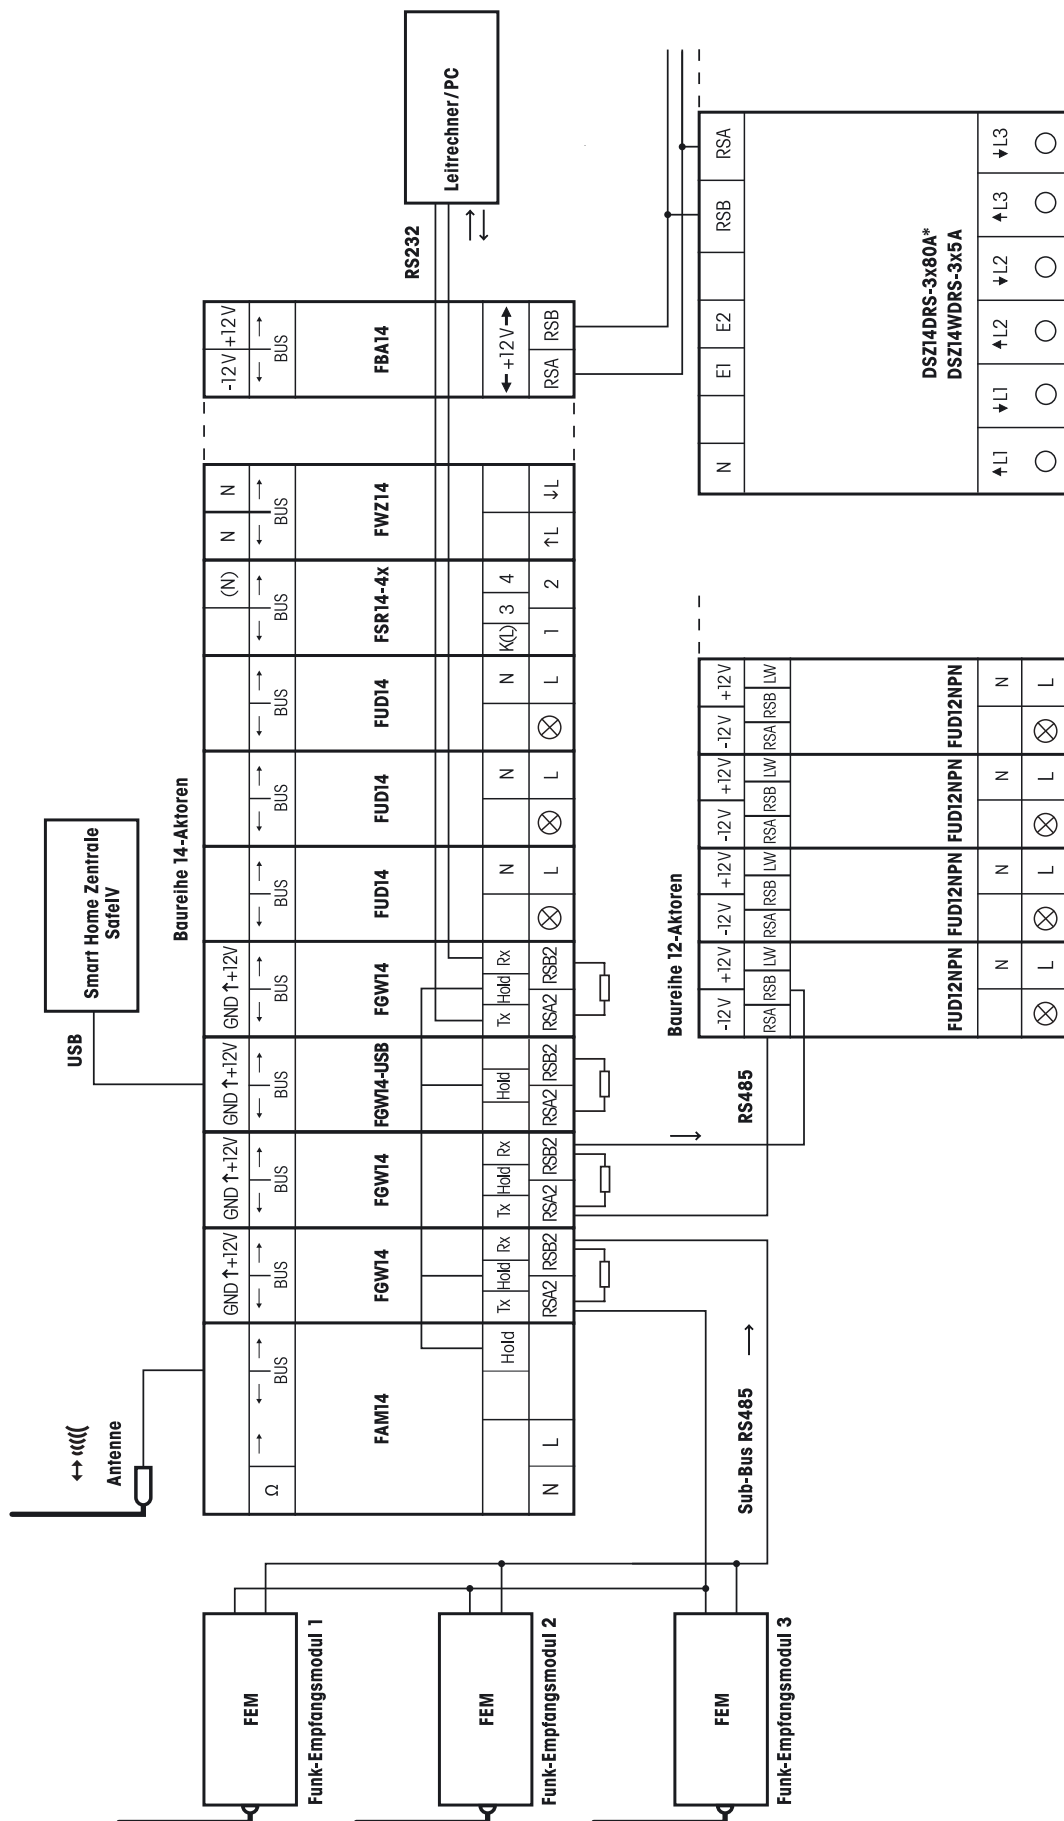 Smart Home Zentrale
SafeIV
USB
Antenne
Baureihe 14-Aktoren
FAM14
Ω
BUS
Hold
N
L
FGW14
GND ↑+12V
BUS
Tx
Hold
Rx
RSA2
RSB2
FGW14
GND ↑+12V
BUS
Tx
Hold
Rx
RSA2
RSB2
FGW14-USB
GND ↑+12V
BUS
Hold
RSA2
RSB2
FGW14
GND ↑+12V
BUS
Tx
Hold
Rx
RSA2
RSB2
FUD14
BUS
N
L
FUD14
BUS
N
L
FUD14
BUS
N
L
FSR14-4x
(N)
BUS
K(L)
3
4
1
2
FWZ14
N
N
BUS
↑L
↓L
FBA14
-12V
+12V
BUS
+12V
RSA
RSB
RS232
Leitrechner/PC
FEM
Funk-Empfangsmodul 1
FEM
Funk-Empfangsmodul 2
FEM
Funk-Empfangsmodul 3
Sub-Bus RS485
RS485
Baureihe 12-Aktoren
-12V
+12V
RSA
RSB
LW
FUD12NPN
N
L
-12V
+12V
RSA
RSB
LW
FUD12NPN
N
L
-12V
+12V
RSA
RSB
LW
FUD12NPN
N
L
-12V
+12V
RSA
RSB
LW
FUD12NPN
N
L
N
E1
E2
RSB
RSA
DSZ14DRS-3x80A*
DSZ14WDRS-3x5A
↑L1
↓L1
↑L2
↓L2
↑L3
↓L3